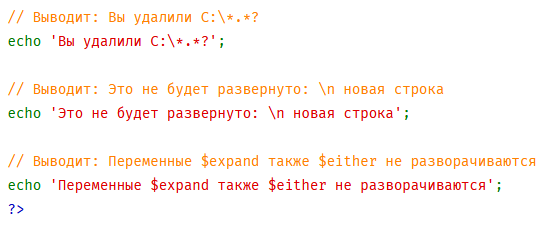 // Выводит: Вы удалили C:\*.*?
echo 'Вы удалили C:\*.*?';
// Выводит: Это не будет развернуто: \n новая строка
echo 'Это не будет развернуто: \n новая строка';
// Выводит: Переменные $expand также $either не разворачиваются
echo 'Переменные $expand также $either не разворачиваются';
?>